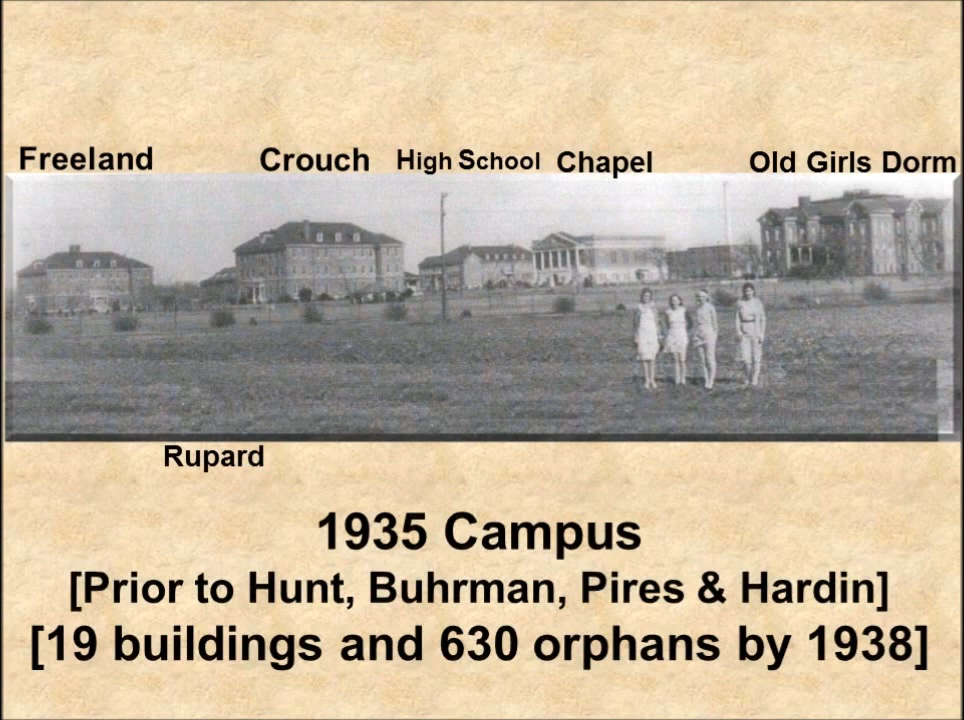 Freeland Crouch High School Chapel Old Girls Dorm
Rupard
1935 Campus
[Prior to Hunt, Buhrman, Pires & Hardin]
[19 buildings and 630 orphans by 1938]